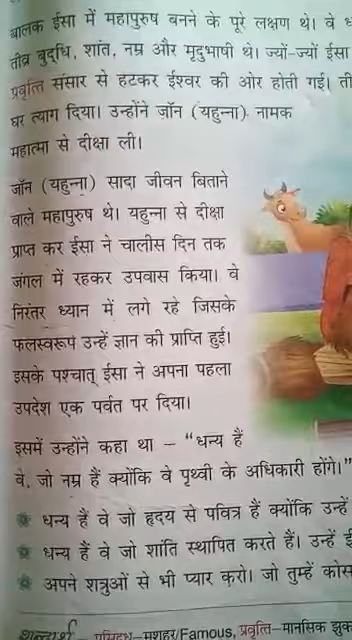 बालक ईसा में महापुरुष बनने के पूरे लक्षण थे। वे
तीव्र बुद्धि, शांत, नम्र और मृदुभाषी थे। ज्यों-ज्यों ईसा
प्रवृत्ति संसार से हटकर ईश्वर की ओर होती गई। ती
घर त्याग दिया। उन्होंने जॉन (यहुन्ना) नामक
महात्मा से दीक्षा ली।
जॉन (यहुन्ना) सादा जीवन बिताने
वाले महापुरुष थे। यहुन्ना से दीक्षा
प्राप्त कर ईसा ने चालीस दिन तक
जंगल में रहकर उपवास किया। वे
निरंतर ध्यान में लगे रहे जिसके
फलस्वरूप उन्हें ज्ञान की प्राप्ति हुई।
इसके पश्चात् ईसा ने अपना पहला
उपदेश एक पर्वत पर दिया।
इसमें उन्होंने कहा था – “धन्य हैं
वे, जो नम्र हैं क्योंकि वे पृथ्वी के अधिकारी होंगे।”
धन्य हैं वे जो हृदय से पवित्र हैं क्योंकि उन्हें
धन्य हैं वे जो शांति स्थापित करते हैं। उन्हें ई
अपने शत्रुओं से भी प्यार करो। जो तुम्हें कोस
शब्दार्थ – प्रसिद्ध–मशहूर/Famous, प्रवृत्ति–मानसिक झुक